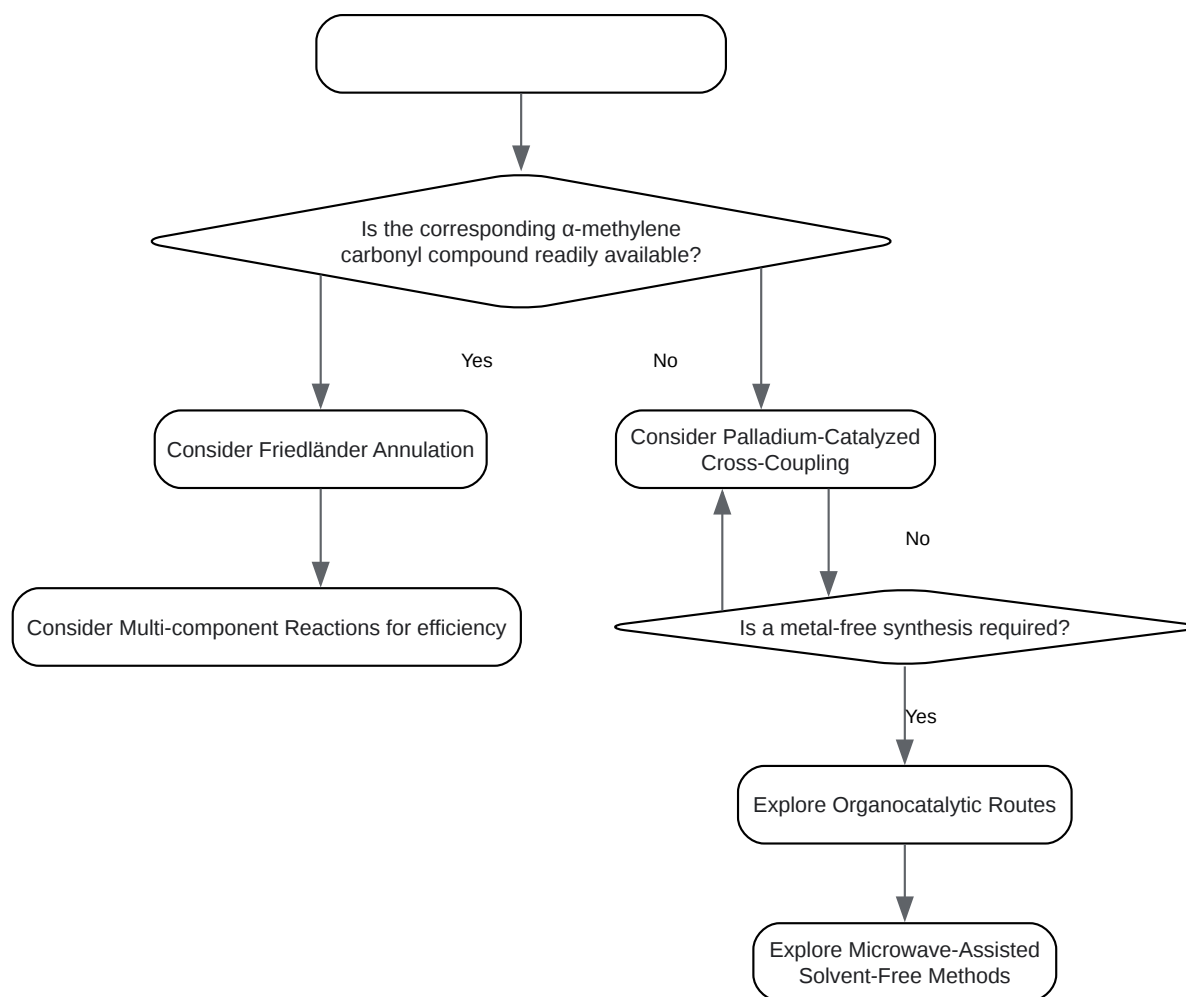 Is the corresponding α-methylene
carbonyl compound readily available?
Yes
No
Consider Friedländer Annulation
Consider Palladium-Catalyzed
Cross-Coupling
No
Consider Multi-component Reactions for efficiency
Is a metal-free synthesis required?
Yes
Explore Organocatalytic Routes
Explore Microwave-Assisted
Solvent-Free Methods